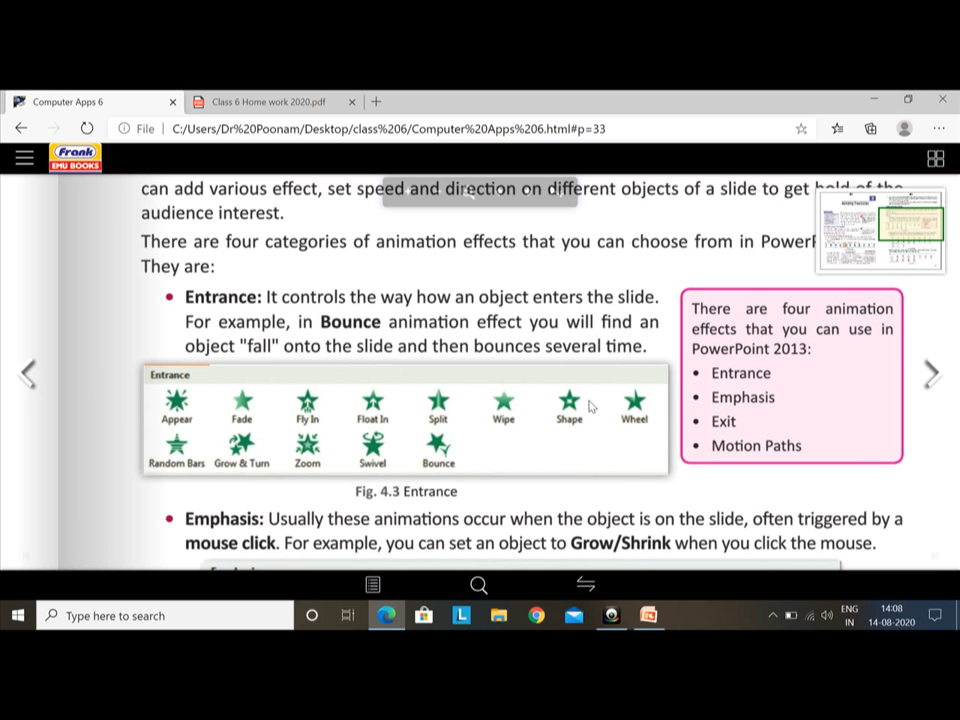 Computer Apps 6
Class 6 Home work 2020.pdf
File
C:/Users/Dr%20Poonam/Desktop/class%206/Computer%20Apps%206.html#p=33
Frank
EMU BOOKS
can add various effect, set speed and direction on different objects of a slide to get hold of the
audience interest.
There are four categories of animation effects that you can choose from in
They are:
• Entrance: It controls the way how an object enters the slide.
For example, in Bounce animation effect you will find an
object "fall" onto the slide and then bounces several time.
There are four animation
effects that you can use in
PowerPoint 2013:
• Entrance
• Emphasis
• Exit
• Motion Paths
Entrance
Appear Fade Fly In Float In Split Wipe Shape Wheel
Random Bars Grow & Turn Zoom Swivel Bounce
Fig. 4.3 Entrance
• Emphasis: Usually these animations occur when the object is on the slide, often triggered by a
mouse click. For example, you can set an object to Grow/Shrink when you click the mouse.
Type here to search
ENG
IN
14:08
14-08-2020